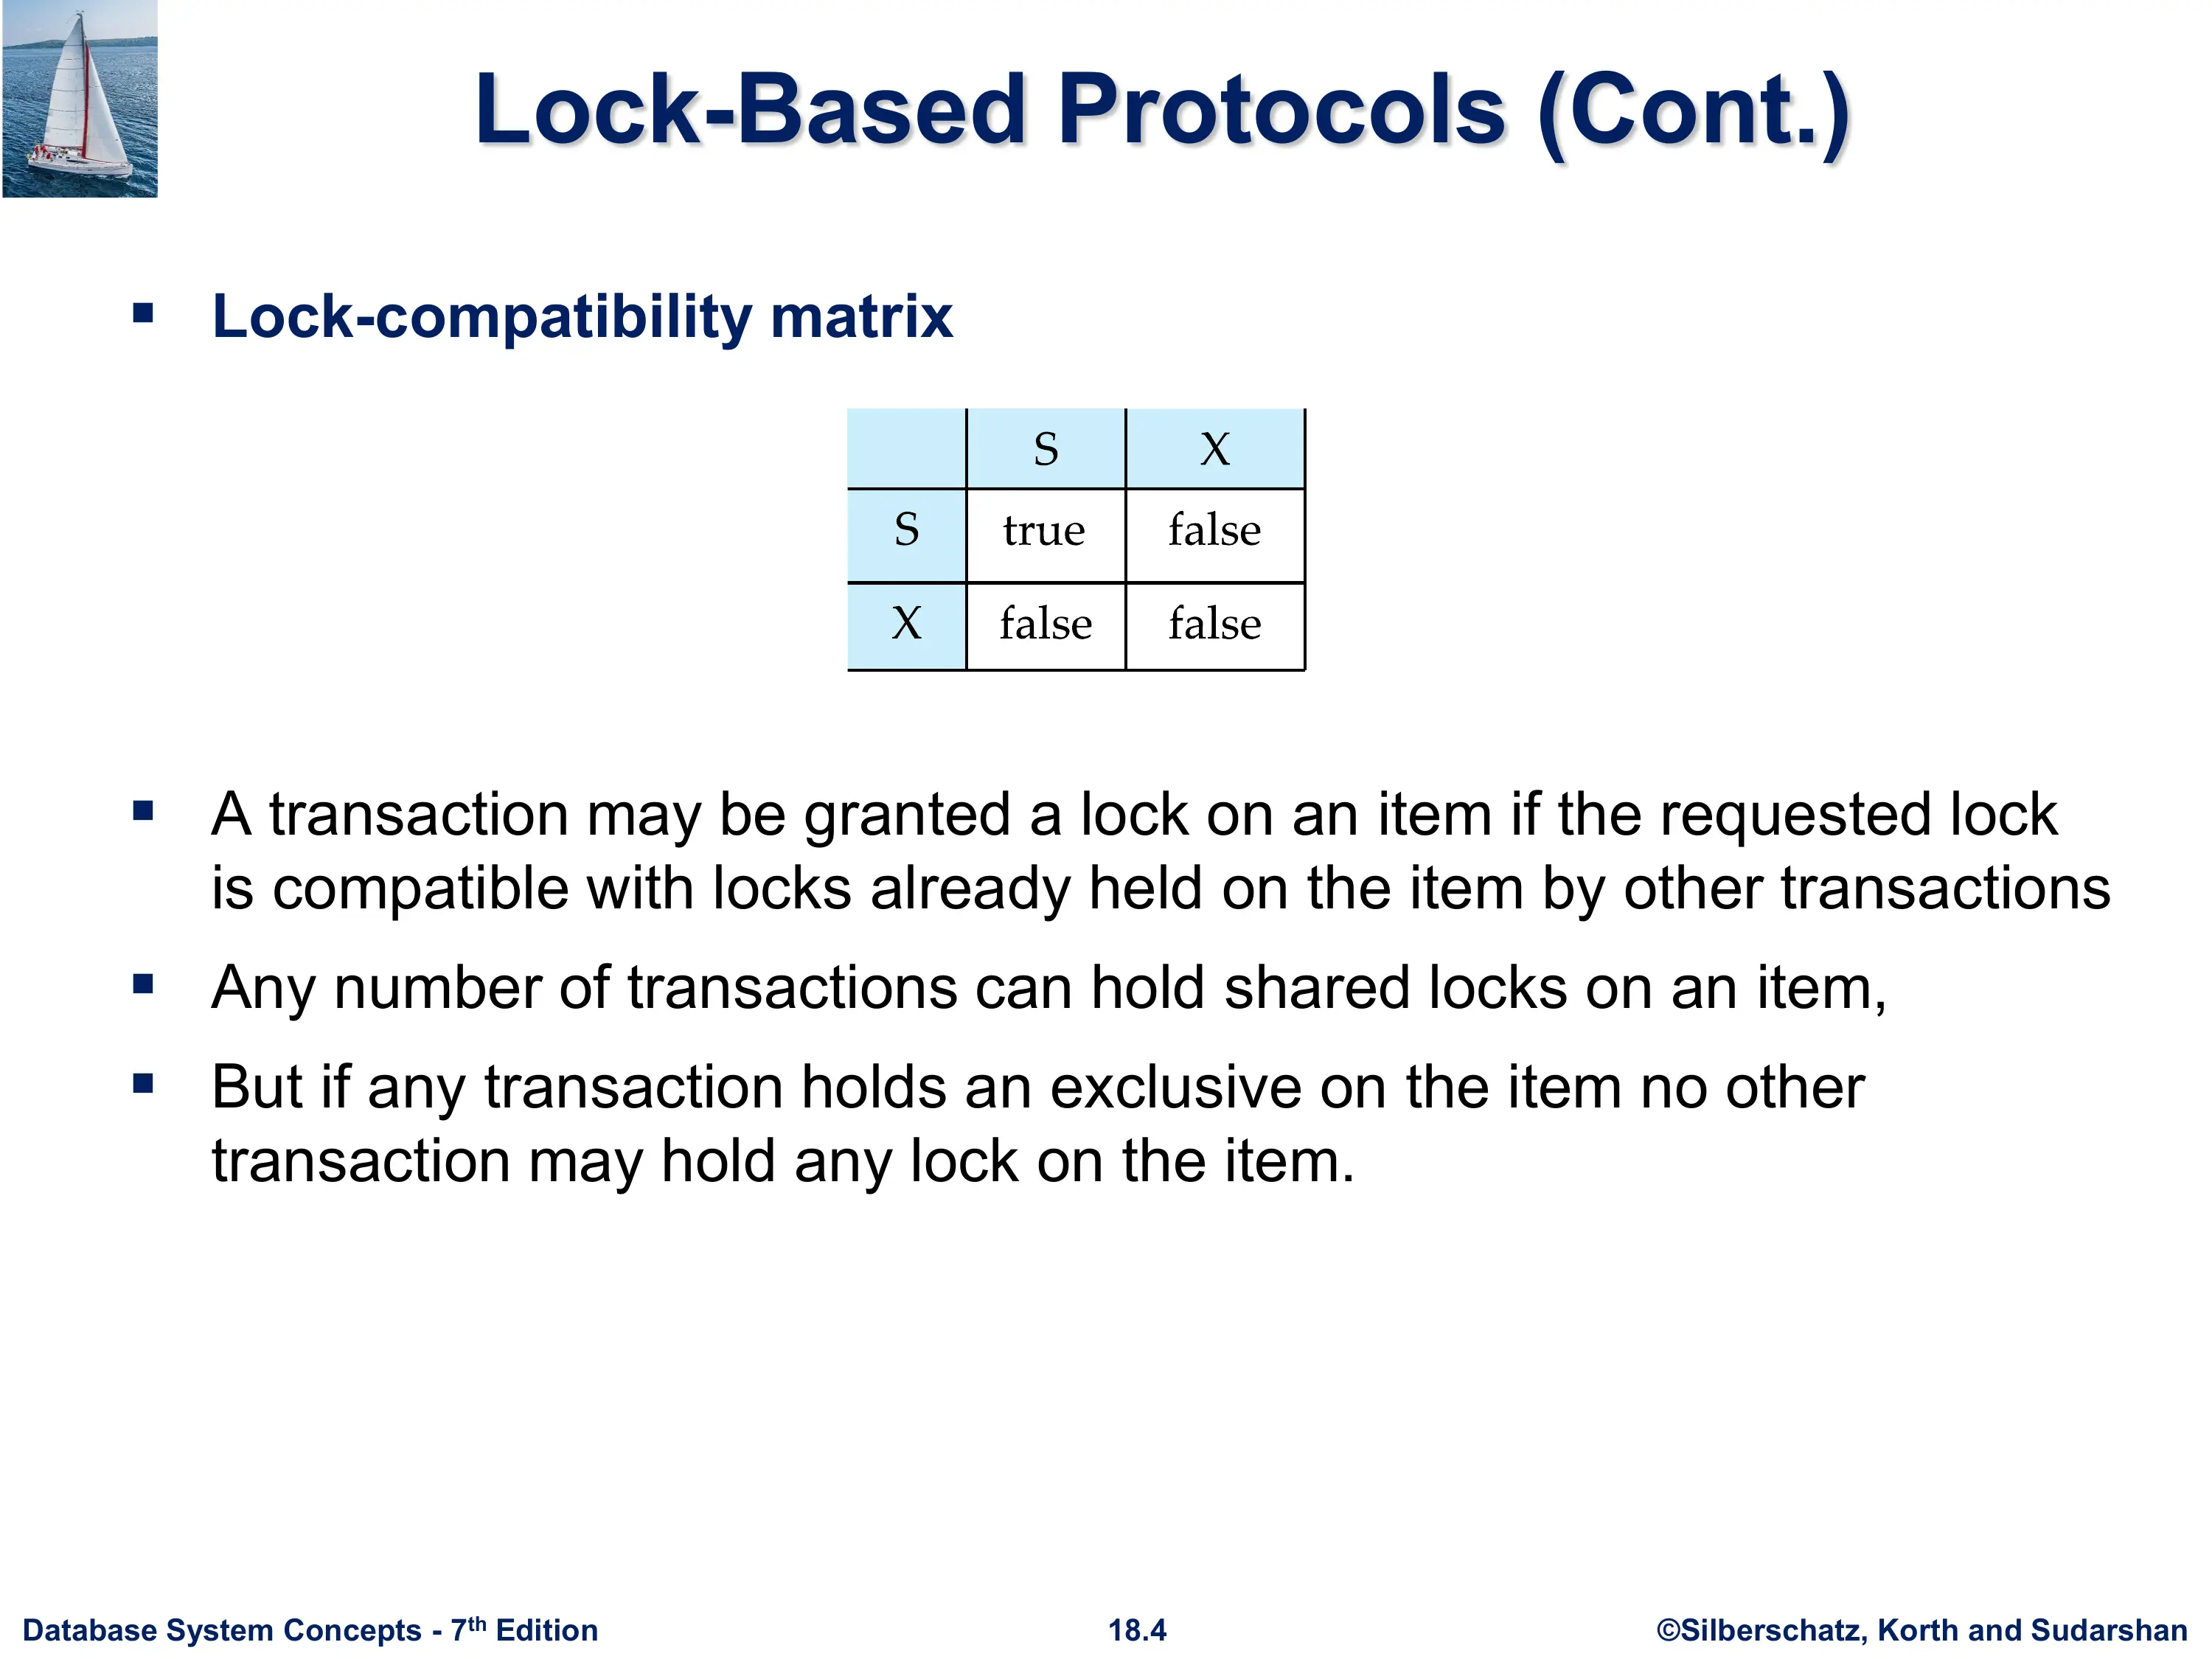 Lock-Based Protocols (Cont.)
▪ Lock-compatibility matrix
S X
S true false
X false false
▪ A transaction may be granted a lock on an item if the requested lock
is compatible with locks already held on the item by other transactions
▪ Any number of transactions can hold shared locks on an item,
▪ But if any transaction holds an exclusive on the item no other
transaction may hold any lock on the item.
Database System Concepts - 7th Edition 18.4 ©Silberschatz, Korth and Sudarshan